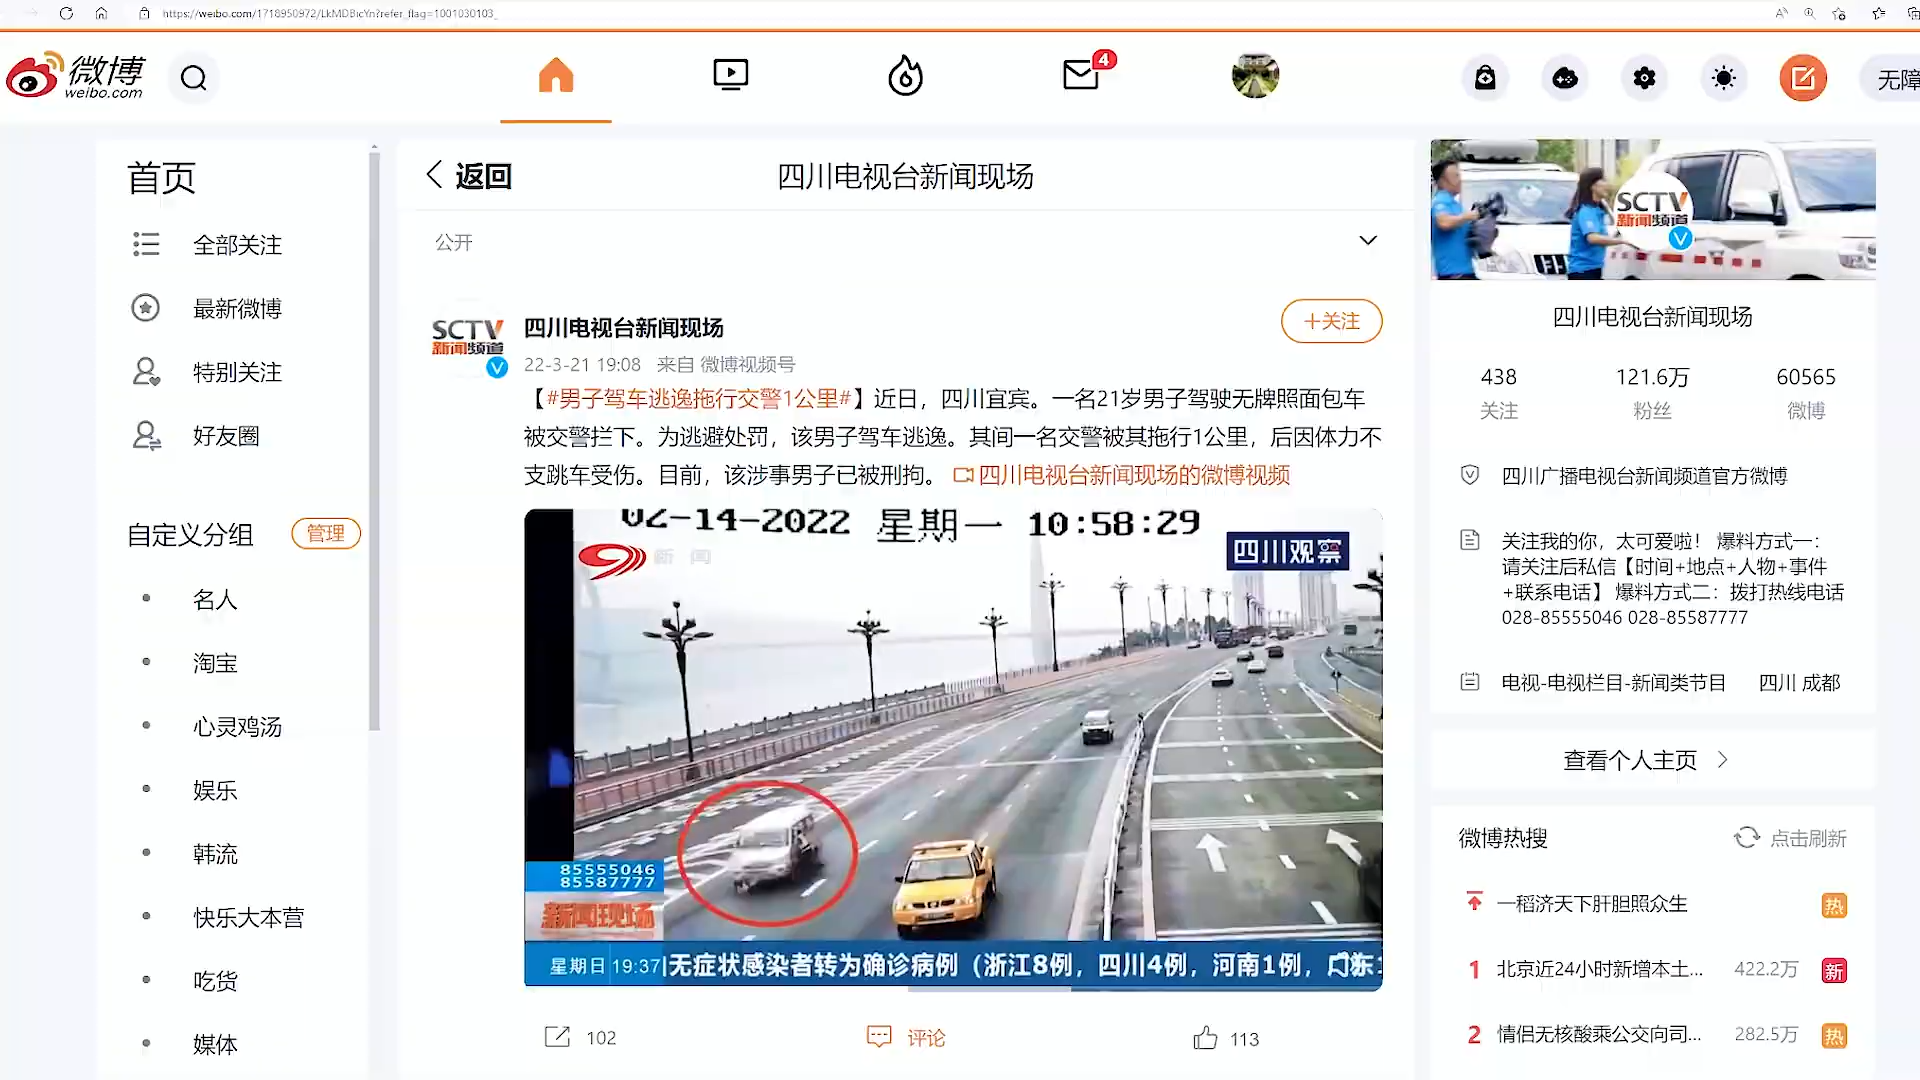 https://weibo.com/1718950972/LkMDBicYn?refer_flag=1001030103_
微博
weibo.com
4
首页
全部关注
最新微博
特别关注
好友圈
自定义分组
管理
名人
淘宝
心灵鸡汤
娱乐
韩流
快乐大本营
吃货
媒体
返回
四川电视台新闻现场
公开
SCTV
新闻频道
四川电视台新闻现场
+关注
22-3-21 19:08 来自 微博视频号
【#男子驾车逃逸拖行交警1公里#】近日，四川宜宾。一名21岁男子驾驶无牌照面包车
被交警拦下。为逃避处罚，该男子驾车逃逸。其间一名交警被其拖行1公里，后因体力不
支跳车受伤。目前，该涉事男子已被刑拘。 四川电视台新闻现场的微博视频
02-14-2022 星期一 10:58:29
新闻
四川观察
85555046
85587777
新闻现场
星期日 19:37
无症状感染者转为确诊病例（浙江8例，四川4例，河南1例，
102
评论
113
SCTV
新闻频道
四川电视台新闻现场
438 121.6万 60565
关注 粉丝 微博
四川广播电视台新闻频道官方微博
关注我的你，太可爱啦！ 爆料方式一：
请关注后私信【时间+地点+人物+事件
+联系电话】 爆料方式二：拨打热线电话
028-85555046 028-85587777
电视-电视栏目-新闻类节目 四川 成都
查看个人主页
微博热搜
点击刷新
一稻济天下肝胆照众生
热
1 北京近24小时新增本土... 422.2万 新
2 情侣无核酸乘公交向司... 282.5万 热